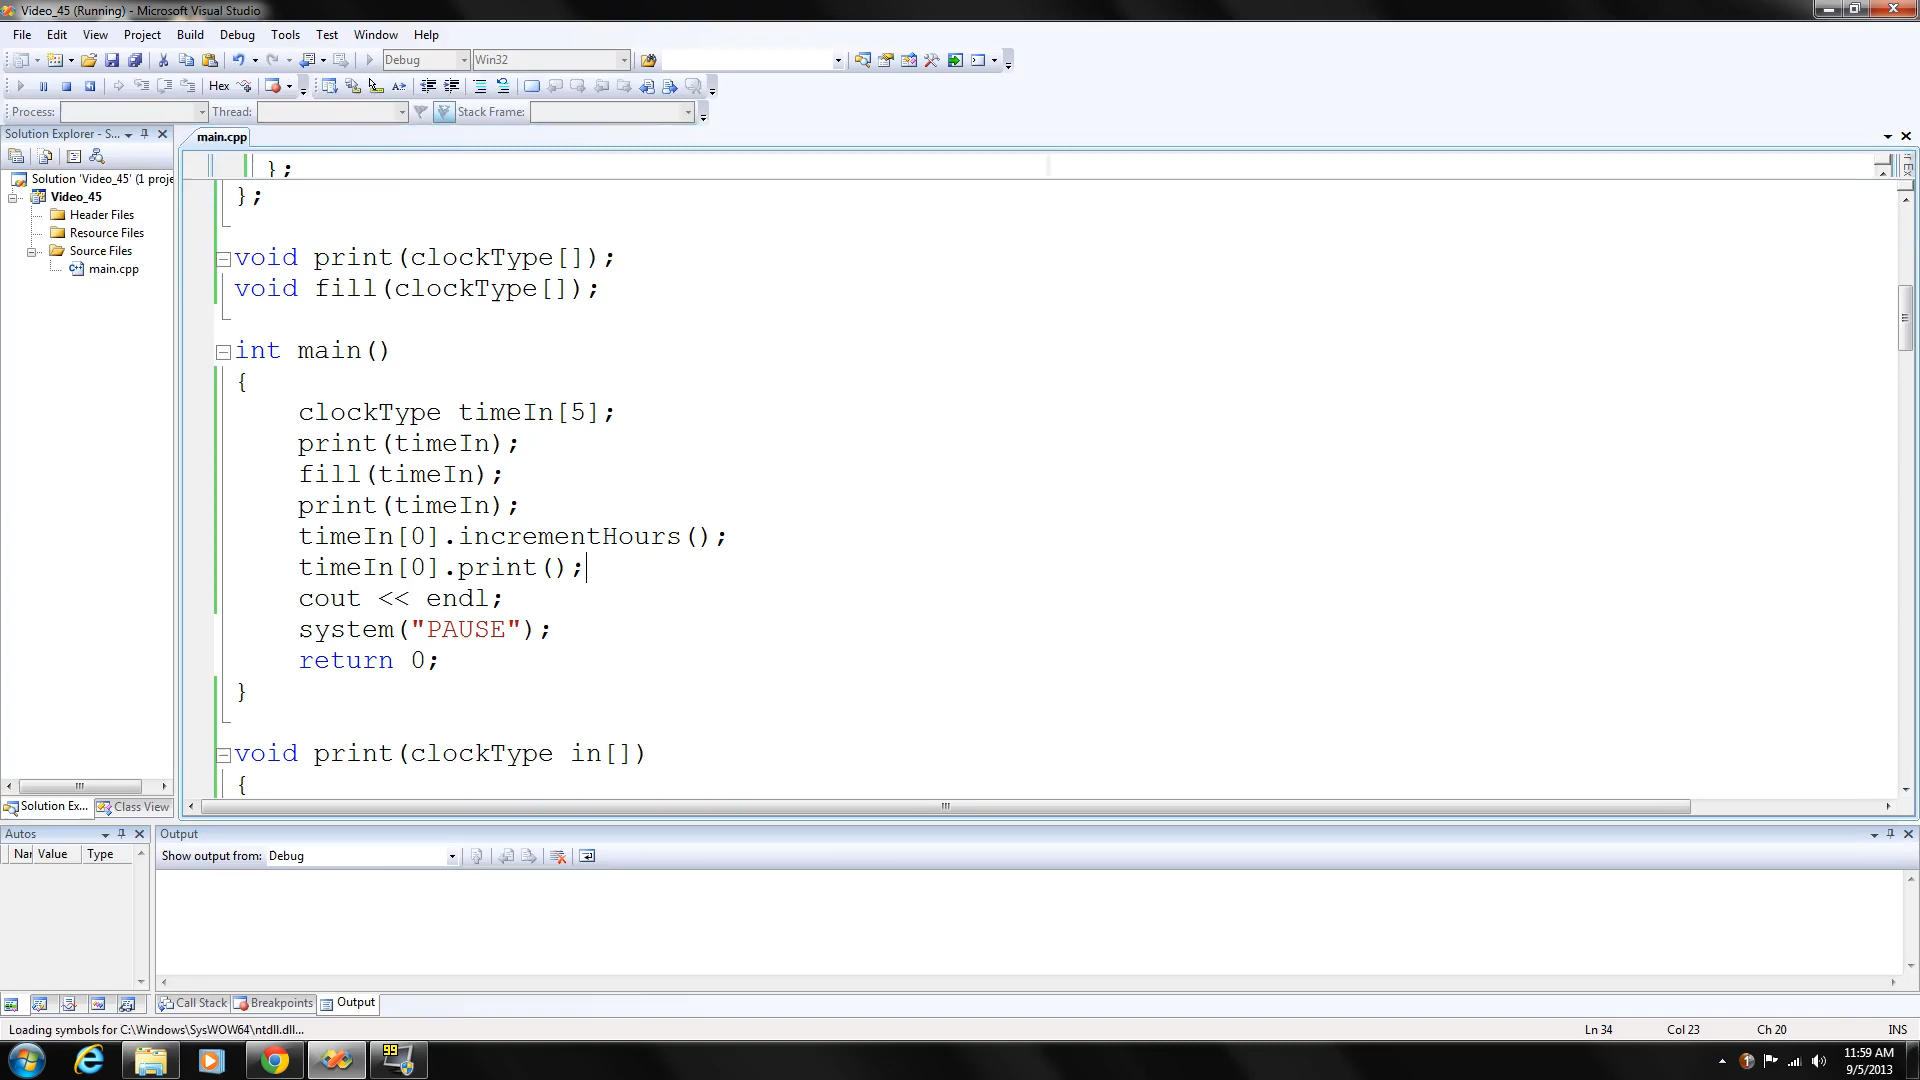 Video_45 (Running) - Microsoft Visual Studio
File Edit View Project Build Debug Tools Test Window Help
Debug Win32
Hex
Process: Thread: Stack Frame:
Solution Explorer - S...
main.cpp
Solution 'Video_45' (1 proje
Video_45
Header Files
Resource Files
Source Files
main.cpp
};
};
void print(clockType[]);
void fill(clockType[]);
int main()
{
clockType timeIn[5];
print(timeIn);
fill(timeIn);
print(timeIn);
timeIn[0].incrementHours();
timeIn[0].print();
cout << endl;
system("PAUSE");
return 0;
}
void print(clockType in[])
{
Solution Ex... Class View
Autos
Nar Value Type
Output
Show output from: Debug
Call Stack Breakpoints Output
Loading symbols for C:\Windows\SysWOW64\ntdll.dll...
Ln 34 Col 23 Ch 20 INS
99
11:59 AM
9/5/2013